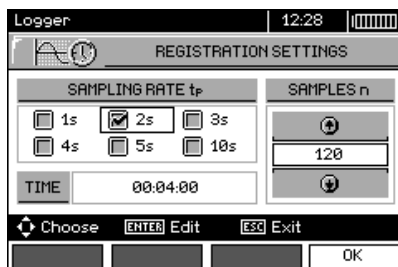 Logger 12:28
REGISTRATION SETTINGS
SAMPLING RATE tp
SAMPLES n
1s 2s 3s
4s 5s 10s
120
TIME 00:04:00
Choose ENTER Edit ESC Exit
OK